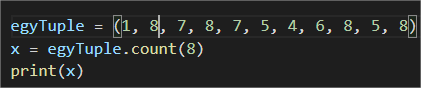 egyTuple = (1, 8, 7, 8, 7, 5, 4, 6, 8, 5, 8)
x = egyTuple.count(8)
print(x)